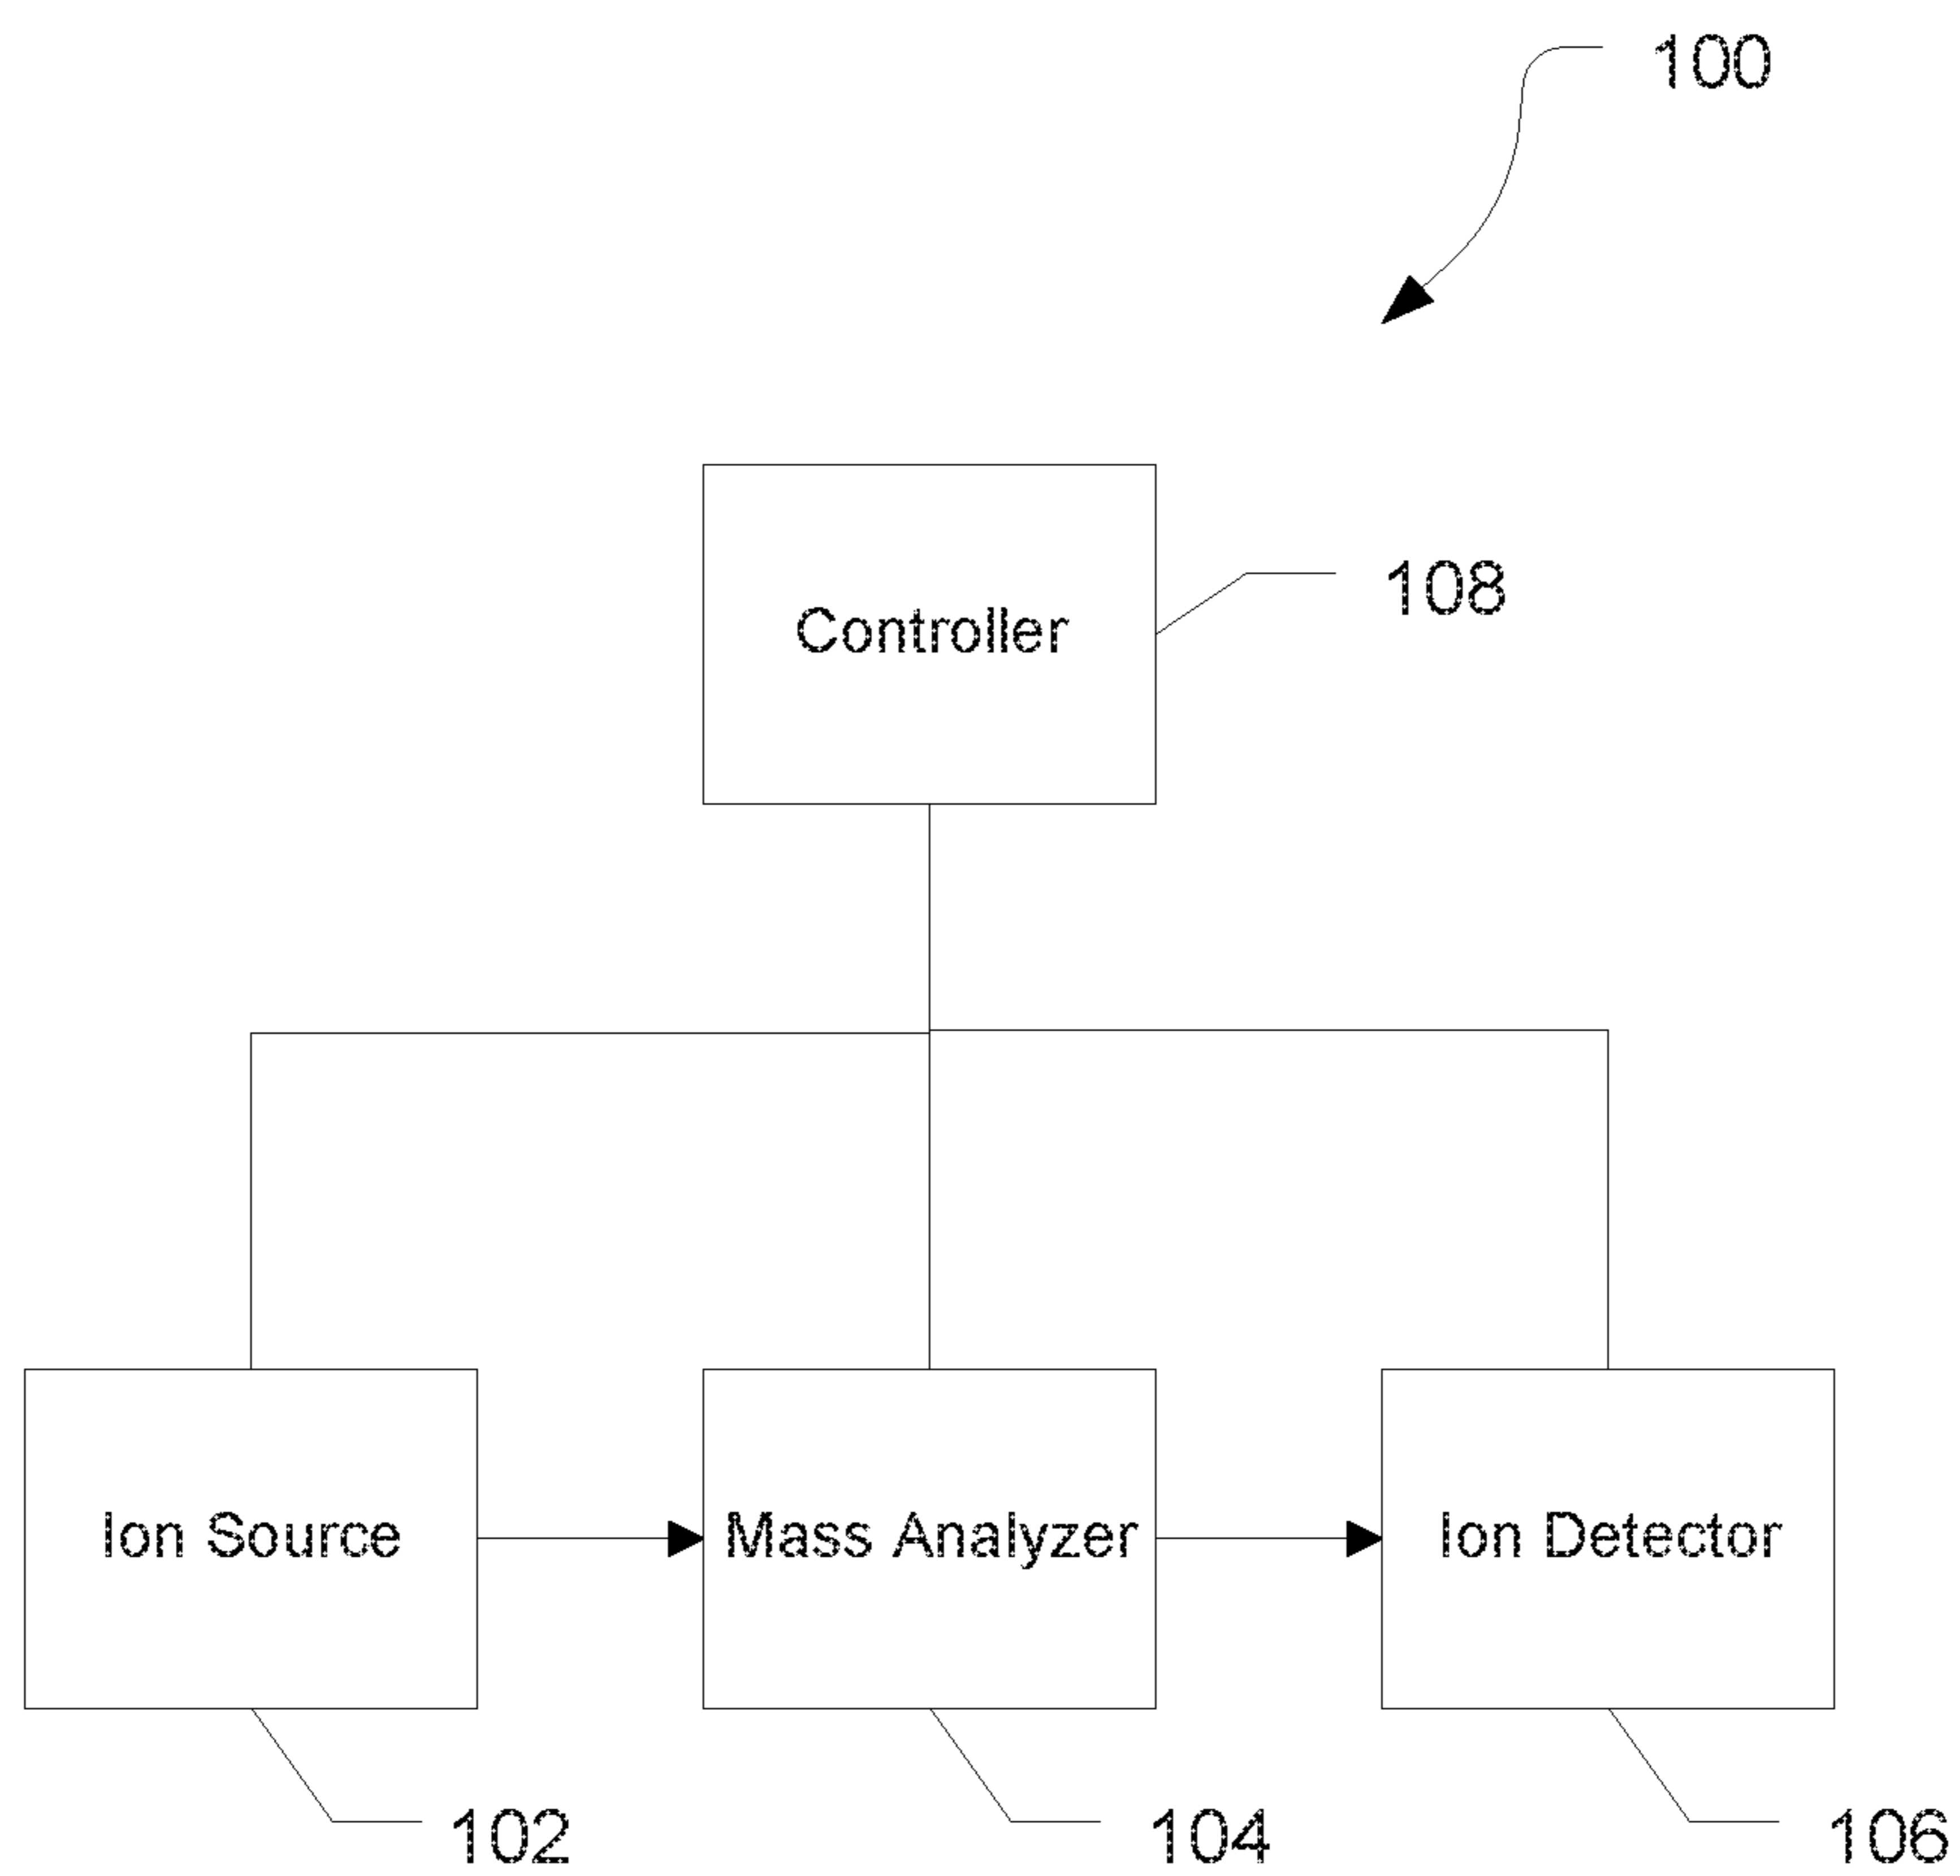 100
Controller
108
Ion Source
Mass Analyzer
Ion Detector
102
104
106